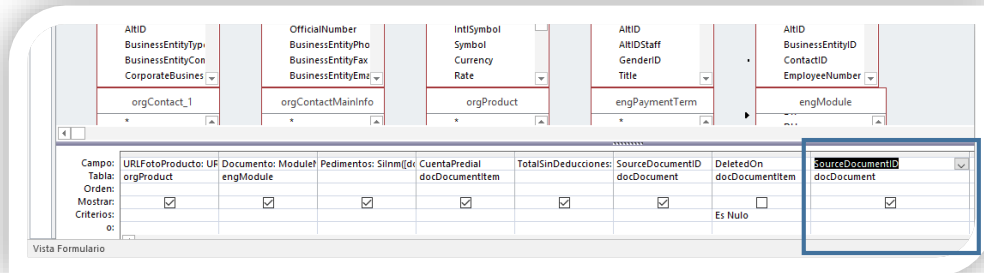 AltID OfficialNumber IntlSymbol AltID AltID
BusinessEntityTyp BusinessEntityPho Symbol AltIDStaff BusinessEntityID
BusinessEntityCon BusinessEntityFax Currency GenderID ContactID
CorporateBusines BusinessEntityEma Rate Title EmployeeNumber
orgContact_1 orgContactMainInfo orgProduct engPaymentTerm engModule
* * * * *
Campo: URLFotoProducto: UF Documento: Module Pedimentos: SiInm([d CuentaPredial TotalSinDeducciones: SourceDocumentID DeletedOn SourceDocumentID
Tabla: orgProduct engModule docDocumentItem docDocument docDocumentItem docDocument
Orden:
Mostrar:
Criterios: Es Nulo
o:
Vista Formulario